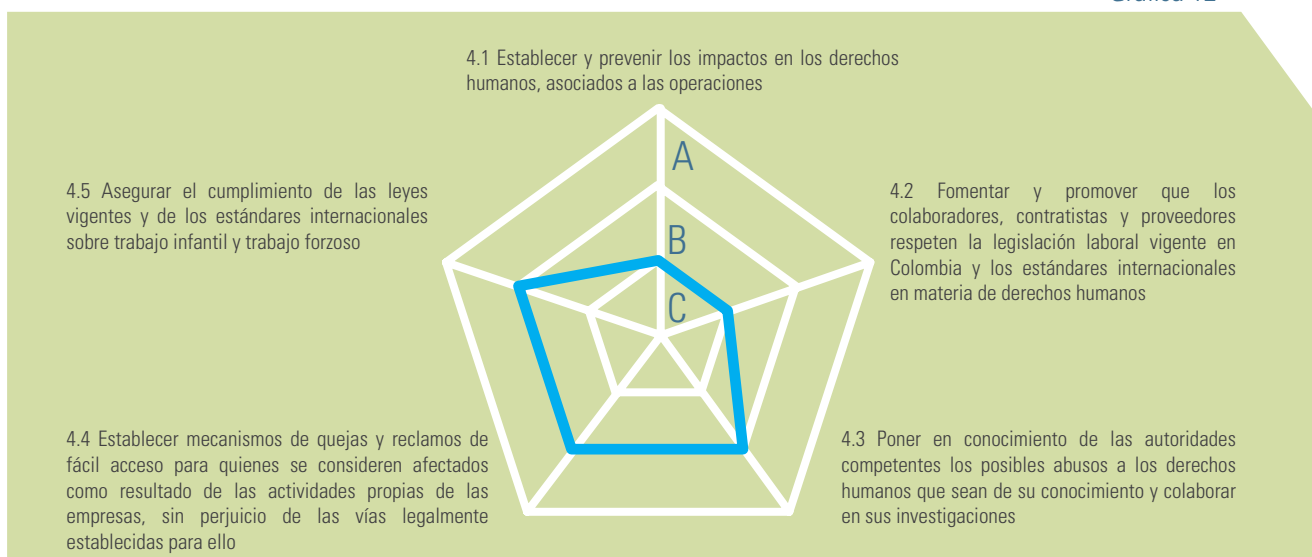 4.1 Establecer y prevenir los impactos en los derechos
humanos, asociados a las operaciones
A
B
C
4.5 Asegurar el cumplimiento de las leyes
vigentes y de los estándares internacionales
sobre trabajo infantil y trabajo forzoso
4.2 Fomentar y promover que los
colaboradores, contratistas y proveedores
respeten la legislación laboral vigente en
Colombia y los estándares internacionales
en materia de derechos humanos
4.4 Establecer mecanismos de quejas y reclamos de
fácil acceso para quienes se consideren afectados
como resultado de las actividades propias de las
empresas, sin perjuicio de las vías legalmente
establecidas para ello
4.3 Poner en conocimiento de las autoridades
competentes los posibles abusos a los derechos
humanos que sean de su conocimiento y colaborar
en sus investigaciones